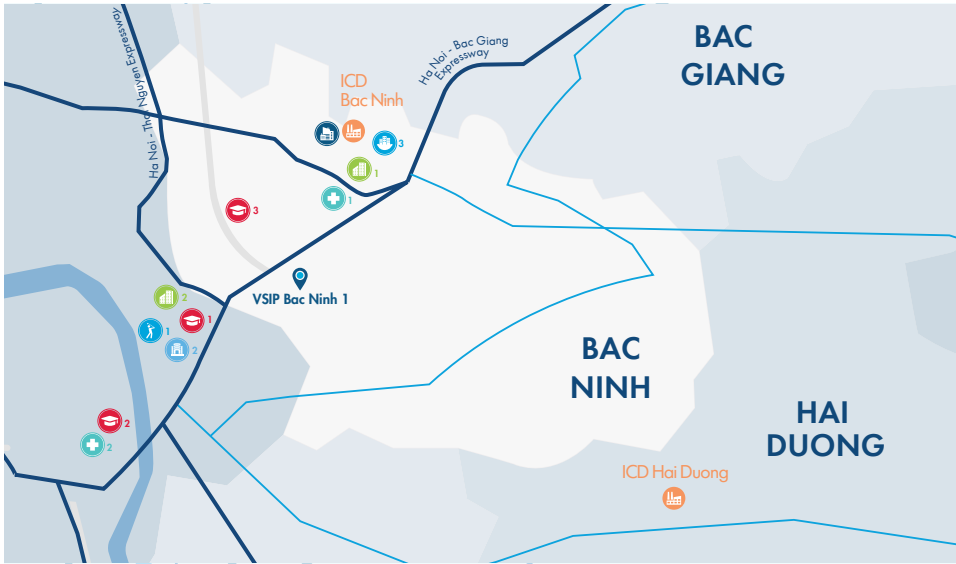 BAC
GIANG
Ha Noi - Bac Giang
Expressway
Ha Noi - Thai Nguyen Expressway
ICD
Bac Ninh
3
1
1
3
VSIP Bac Ninh 1
2
1
1
2
BAC
NINH
HAI
DUONG
2
2
ICD Hai Duong